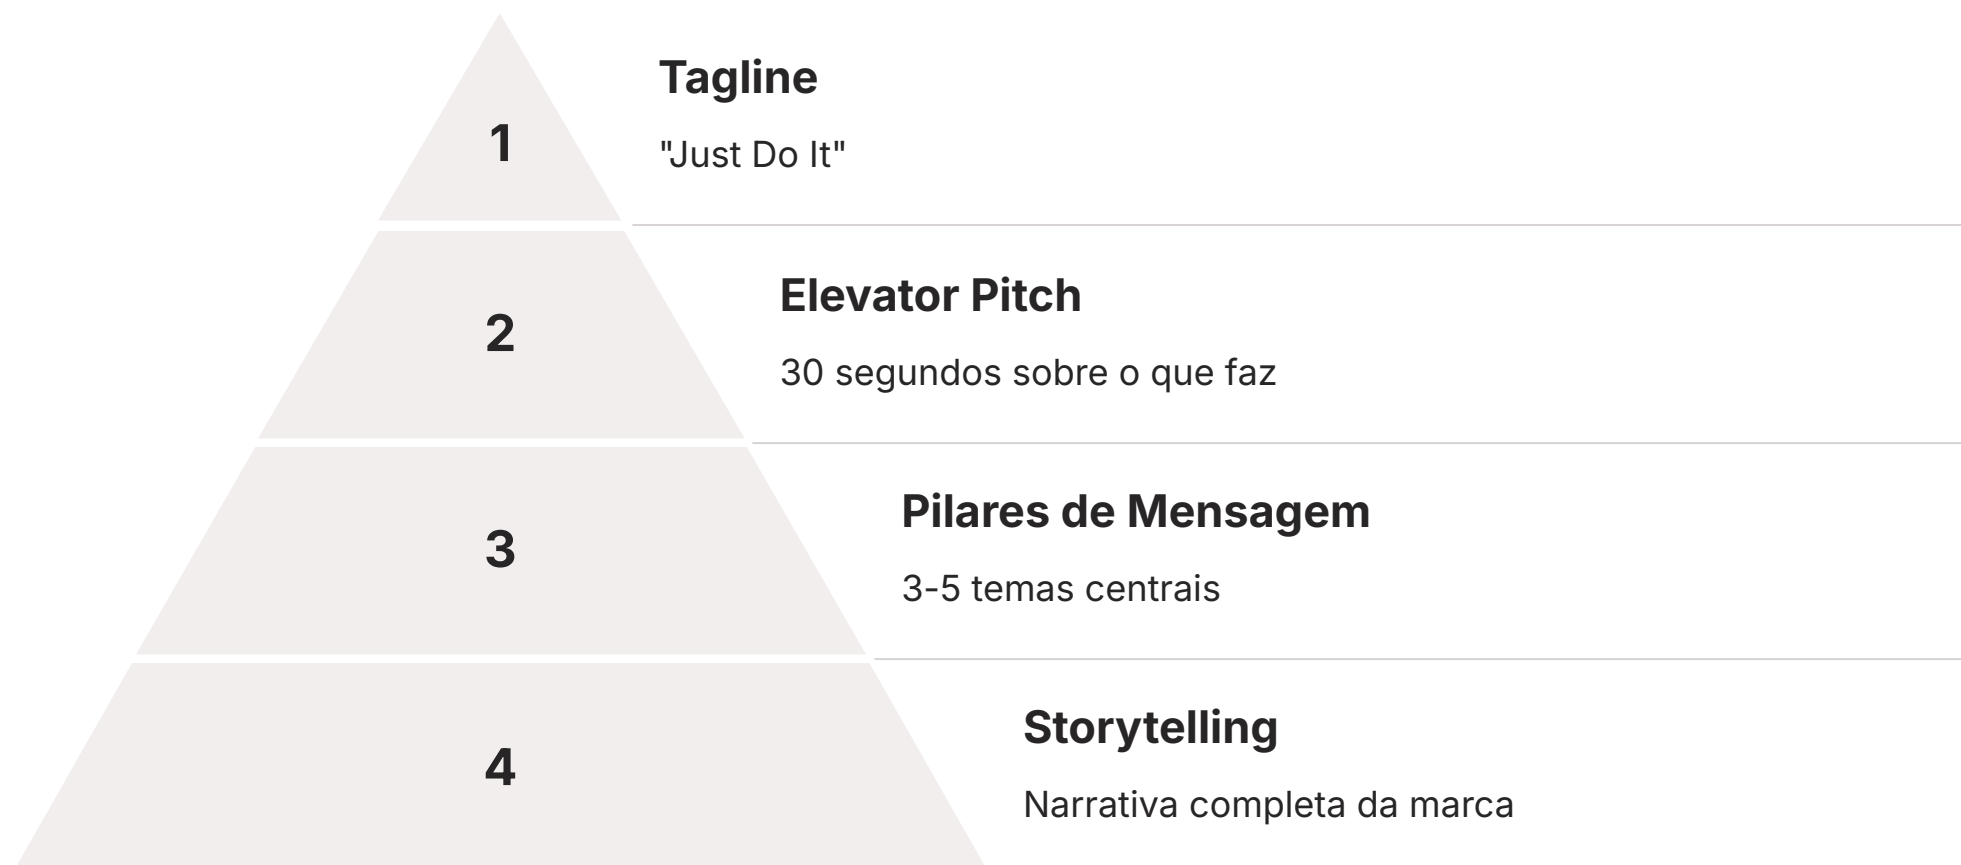 1
Tagline
"Just Do It"
2
Elevator Pitch
30 segundos sobre o que faz
3
Pilares de Mensagem
3-5 temas centrais
4
Storytelling
Narrativa completa da marca